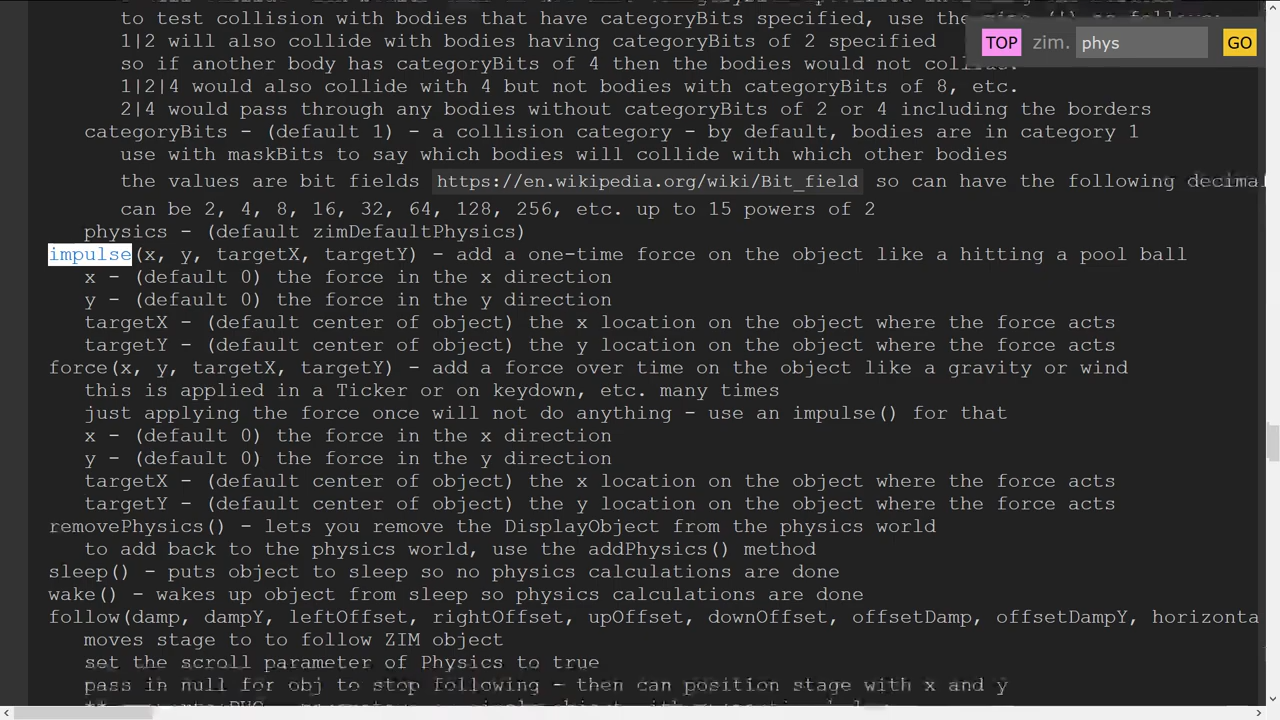 to test collision with bodies that have categoryBits specified, use the
1|2 will also collide with bodies having categoryBits of 2 specified
TOP zim. phys GO
so if another body has categoryBits of 4 then the bodies would not collide.
1|2|4 would also collide with 4 but not bodies with categoryBits of 8, etc.
2|4 would pass through any bodies without categoryBits of 2 or 4 including the borders
categoryBits - (default 1) - a collision category - by default, bodies are in category 1
use with maskBits to say which bodies will collide with which other bodies
the values are bit fields https://en.wikipedia.org/wiki/Bit_field so can have the following decimal
can be 2, 4, 8, 16, 32, 64, 128, 256, etc. up to 15 powers of 2
physics - (default zimDefaultPhysics)
impulse(x, y, targetX, targetY) - add a one-time force on the object like a hitting a pool ball
x - (default 0) the force in the x direction
y - (default 0) the force in the y direction
targetX - (default center of object) the x location on the object where the force acts
targetY - (default center of object) the y location on the object where the force acts
force(x, y, targetX, targetY) - add a force over time on the object like a gravity or wind
this is applied in a Ticker or on keydown, etc. many times
just applying the force once will not do anything - use an impulse() for that
x - (default 0) the force in the x direction
y - (default 0) the force in the y direction
targetX - (default center of object) the x location on the object where the force acts
targetY - (default center of object) the y location on the object where the force acts
removePhysics() - lets you remove the DisplayObject from the physics world
to add back to the physics world, use the addPhysics() method
sleep() - puts object to sleep so no physics calculations are done
wake() - wakes up object from sleep so physics calculations are done
follow(damp, dampY, leftOffset, rightOffset, upOffset, downOffset, offsetDamp, offsetDampY, horizonta
moves stage to to follow ZIM object
set the scroll parameter of Physics to true
pass in null for obj to stop following - then can position stage with x and y